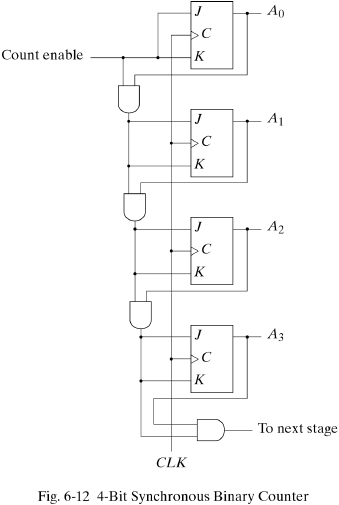 J
A0
C
Count enable
K
J
A1
C
K
J
A2
C
K
J
A3
C
K
To next stage
CLK
Fig. 6-12 4-Bit Synchronous Binary Counter